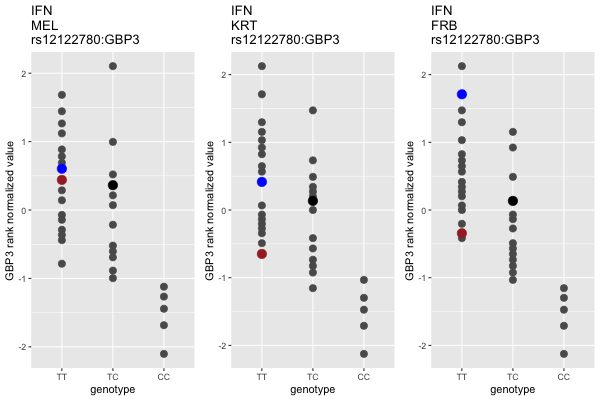 IFN
MEL
rs12122780:GBP3
GBP3 rank normalized value
2
1
0
-1
-2
TT
TC
CC
genotype
IFN
KRT
rs12122780:GBP3
GBP3 rank normalized value
2
1
0
-1
-2
TT
TC
CC
genotype
IFN
FRB
rs12122780:GBP3
GBP3 rank normalized value
2
1
0
-1
-2
TT
TC
CC
genotype